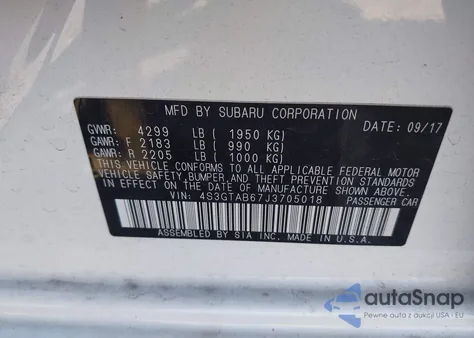 MFD BY SUBARU CORPORATION DATE: 09/17
GVWR: 4299 LB ( 1950 KG)
GAWR: F 2183 LB ( 990 KG)
GAWR: R 2205 LB ( 1000 KG)
THIS VEHICLE CONFORMS TO ALL APPLICABLE FEDERAL MOTOR
VEHICLE SAFETY, BUMPER, AND THEFT PREVENTION STANDARDS
IN EFFECT ON THE DATE OF MANUFACTURE SHOWN ABOVE.
VIN: 4S3GTAB67J3705018 PASSENGER CAR
ASSEMBLED BY SIA INC. MADE IN U.S.A.
autoSnap
Pewne auta z aukcji USA i EU